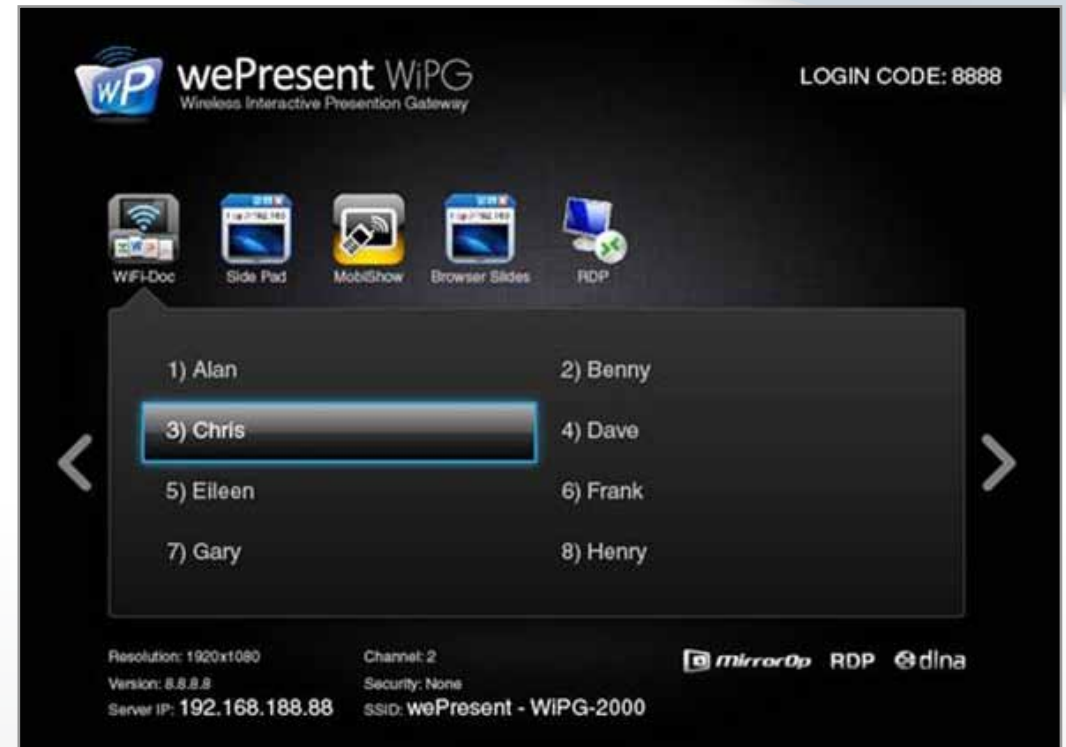 wP wePresent WiPG
Wireless Interactive Presention Gateway
LOGIN CODE: 8888
WiFi-Doc Side Pad MobiShow Browser Slides RDP
1) Alan 2) Benny
3) Chris 4) Dave
5) Eileen 6) Frank
7) Gary 8) Henry
Resolution: 1920x1080 Channel: 2 MirrorOp RDP dlna
Version: 8.8.8.8 Security: None
Server IP: 192.168.188.88 SSID: wePresent - WiPG-2000